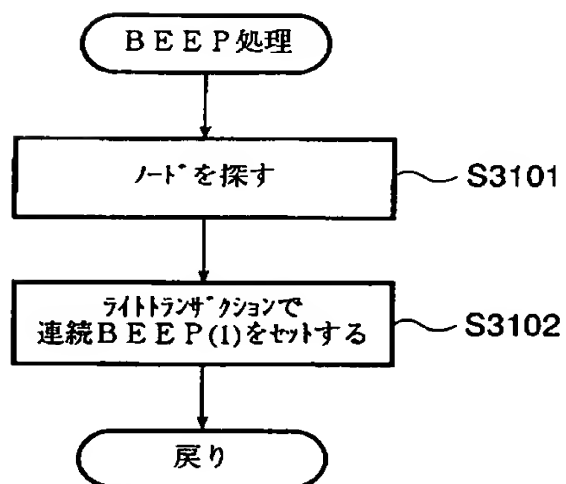 ＢＥＥＰ処理
ﾉｰﾄﾞを探す
S3101
ﾗｲﾄﾄﾗﾝｻﾞｸｼｮﾝで
連続ＢＥＥＰ(1)をｾｯﾄする
S3102
戻り